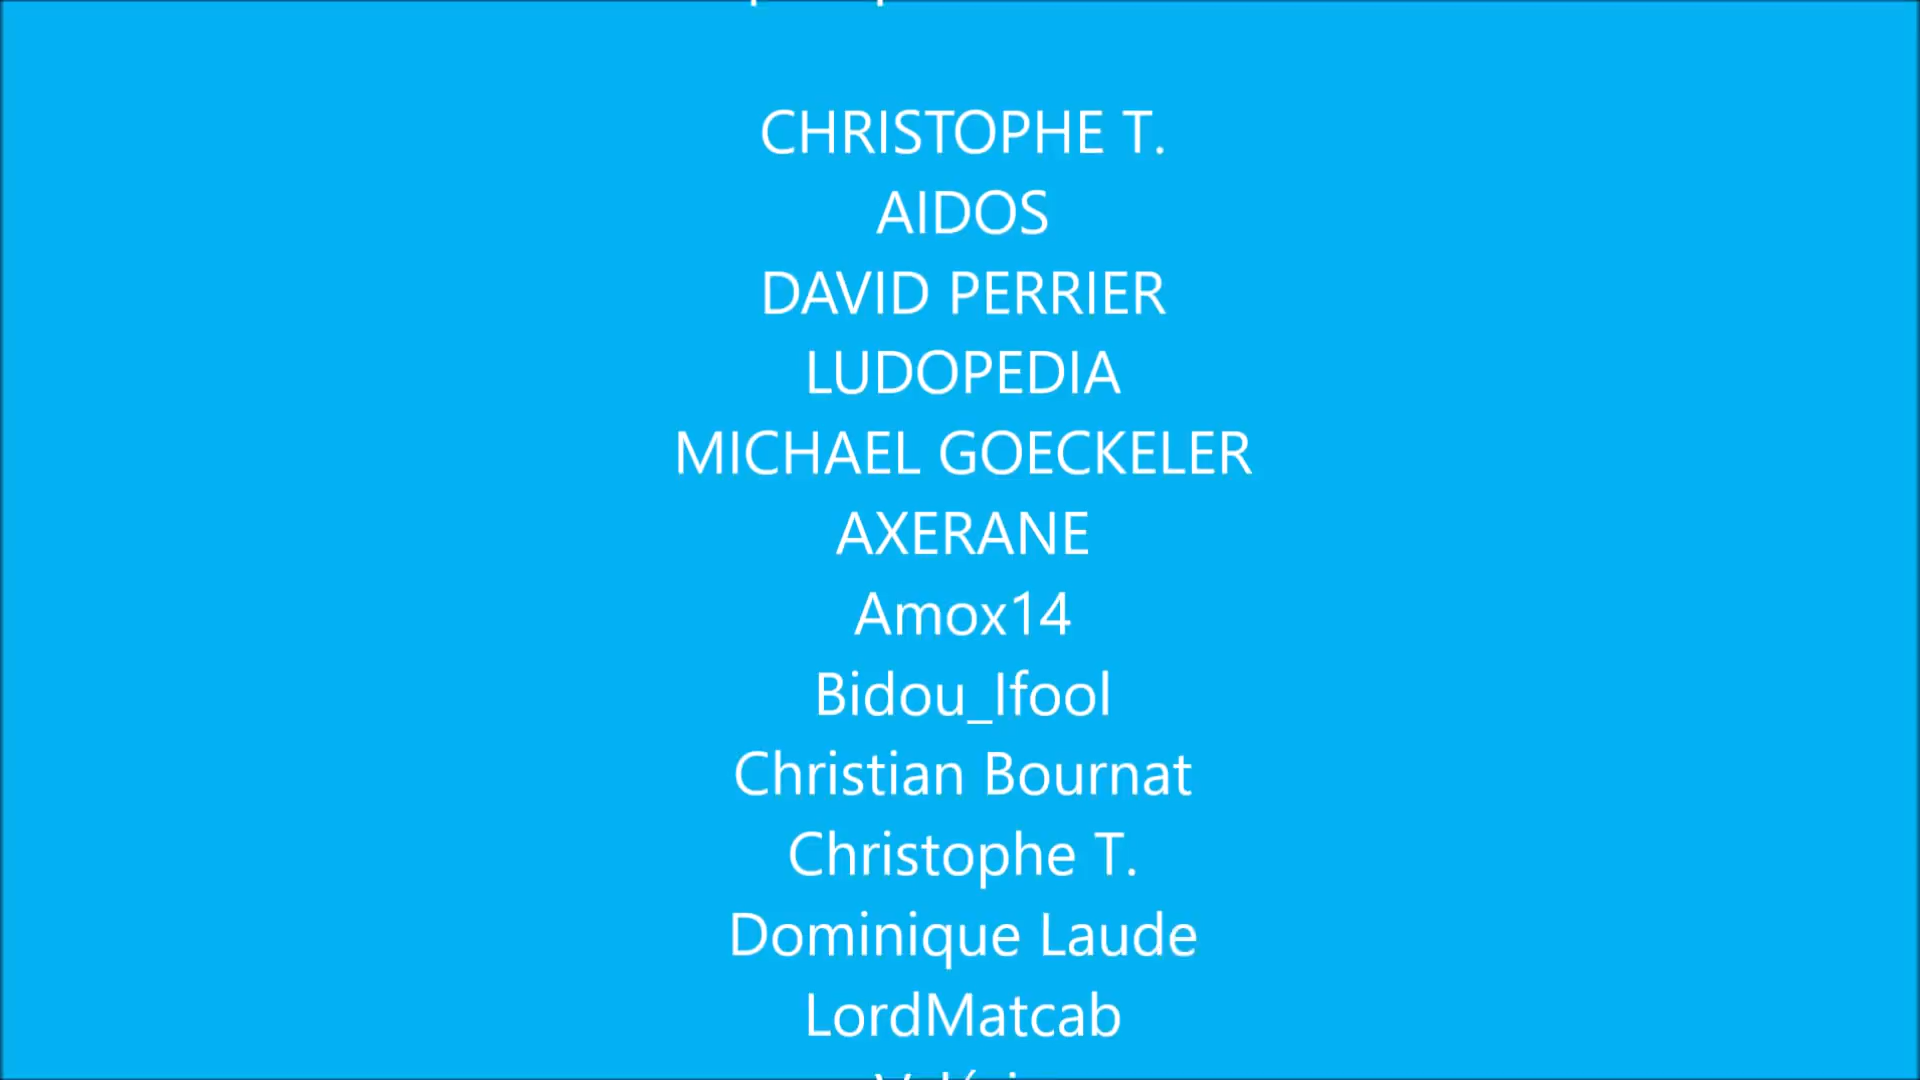 CHRISTOPHE T.
AIDOS
DAVID PERRIER
LUDOPEDIA
MICHAEL GOECKELER
AXERANE
Amox14
Bidou_Ifool
Christian Bournat
Christophe T.
Dominique Laude
LordMatcab